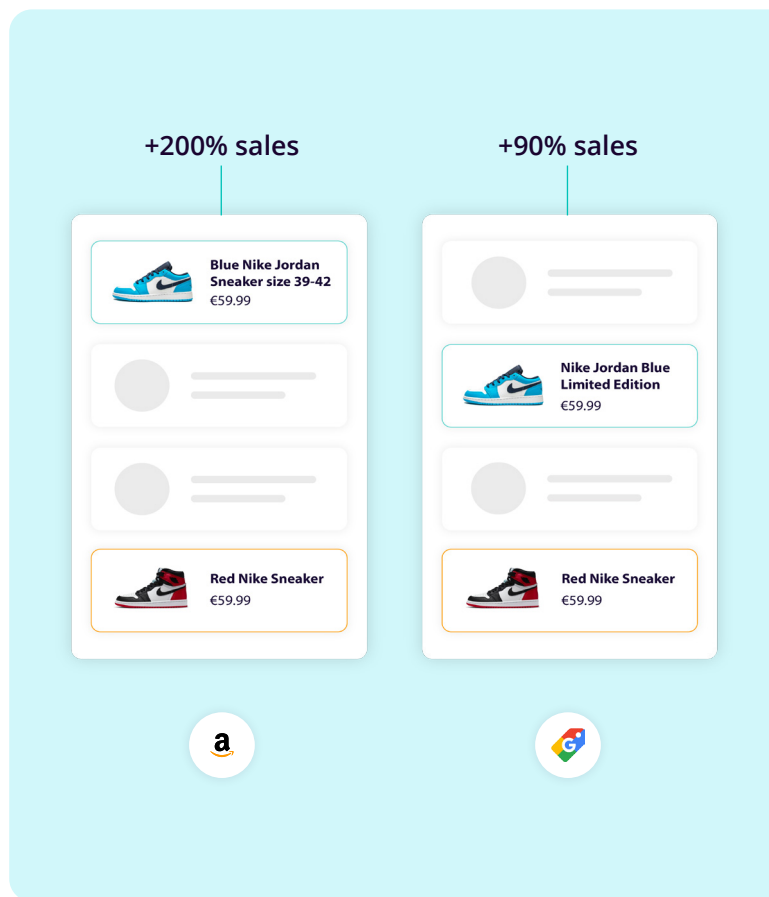 +200% sales
Blue Nike Jordan
Sneaker size 39-42
€59.99
Red Nike Sneaker
€59.99
a
+90% sales
Nike Jordan Blue
Limited Edition
€59.99
Red Nike Sneaker
€59.99
G